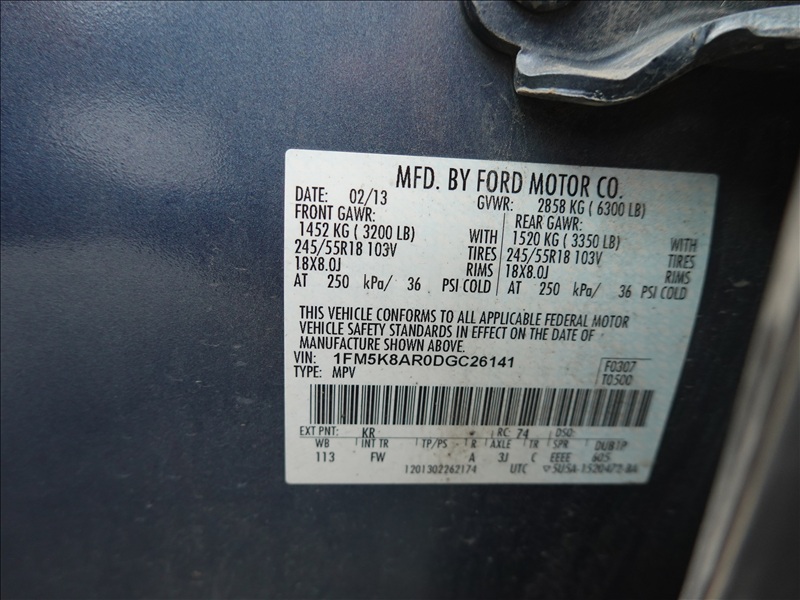 MFD. BY FORD MOTOR CO.
DATE: 02/13 GVWR: 2858 KG ( 6300 LB)
FRONT GAWR: REAR GAWR:
1452 KG ( 3200 LB) WITH 1520 KG ( 3350 LB) WITH
245/55R18 103V TIRES 245/55R18 103V TIRES
18X8.0J RIMS 18X8.0J RIMS
AT 250 kPa/ 36 PSI COLD AT 250 kPa/ 36 PSI COLD
THIS VEHICLE CONFORMS TO ALL APPLICABLE FEDERAL MOTOR
VEHICLE SAFETY STANDARDS IN EFFECT ON THE DATE OF
MANUFACTURE SHOWN ABOVE.
VIN: 1FM5K8AR0DGC26141 F0307
TYPE: MPV T0500
EXT PNT: KR RC: 74 DSO:
WB INT TR TP/PS R AXLE TR SPR
113 FW A 3J C EEEE 605
1201302262174 UTC